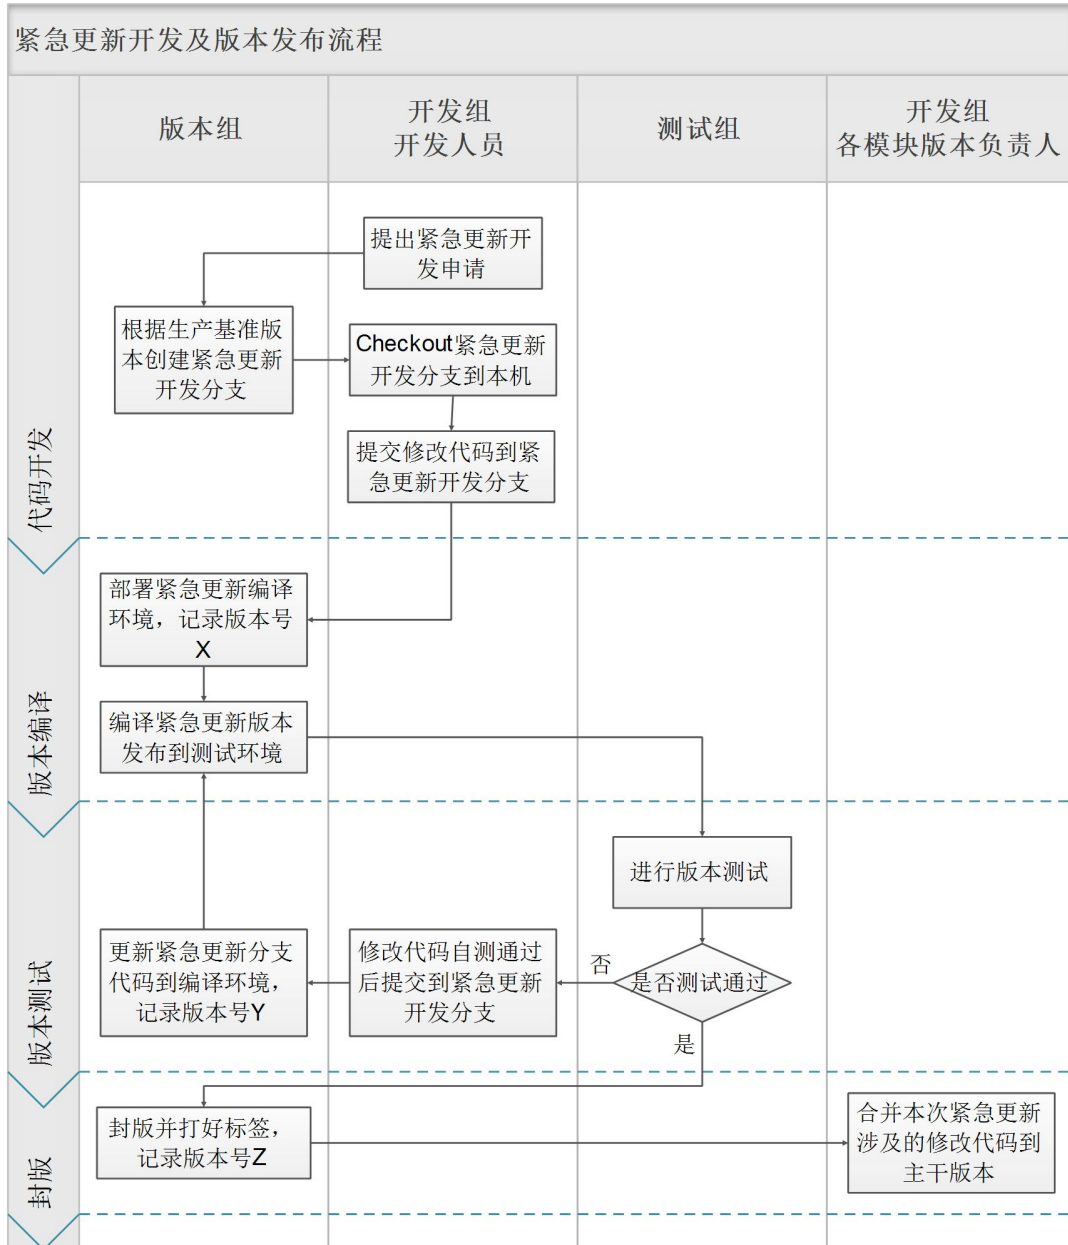 紧急更新开发及版本发布流程
版本组
开发组
开发人员
测试组
开发组
各模块版本负责人
代码开发
提出紧急更新开
发申请
根据生产基准版
本创建紧急更新
开发分支
Checkout紧急更新
开发分支到本机
提交修改代码到紧
急更新开发分支
版本编译
部署紧急更新编译
环境，记录版本号
X
编译紧急更新版本
发布到测试环境
版本测试
进行版本测试
是否测试通过
否
是
修改代码自测通过
后提交到紧急更新
开发分支
更新紧急更新分支
代码到编译环境，
记录版本号Y
封版
封版并打好标签，
记录版本号Z
合并本次紧急更新
涉及的修改代码到
主干版本